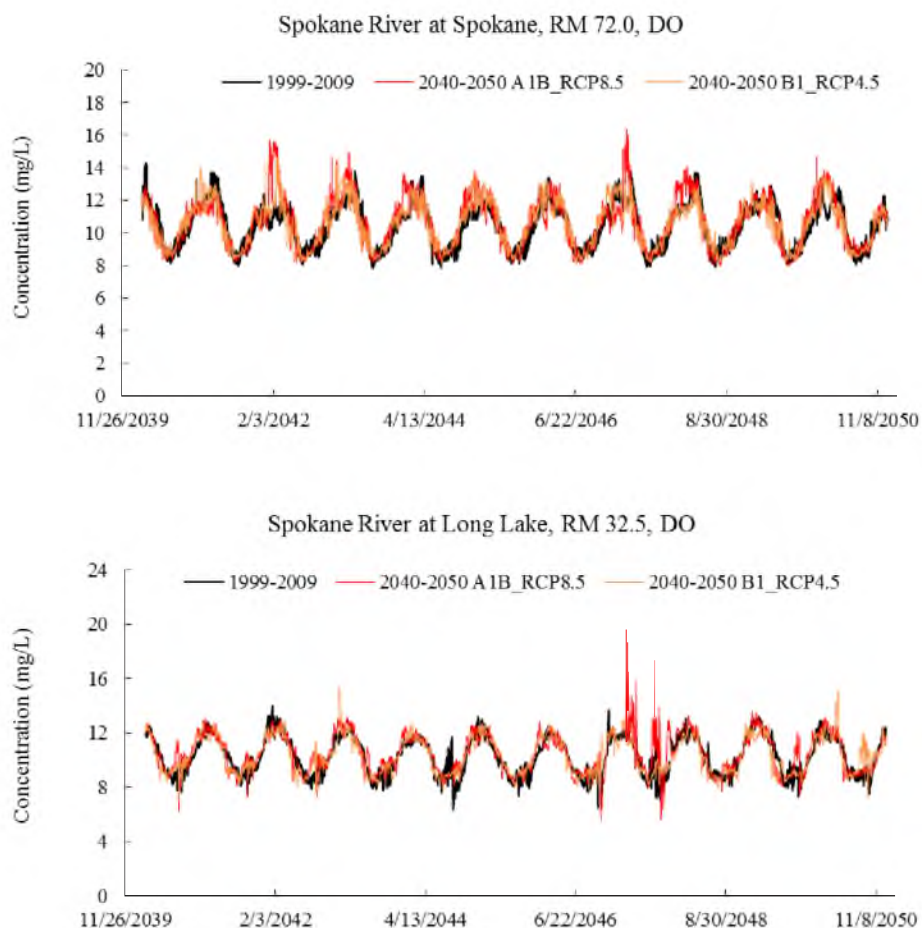 Spokane River at Spokane, RM 72.0, DO
20
18
16
14
12
10
8
6
4
2
0
Concentration (mg/L)
1999-2009 2040-2050 A1B_RCP8.5 2040-2050 B1_RCP4.5
11/26/2039 2/3/2042 4/13/2044 6/22/2046 8/30/2048 11/8/2050
Spokane River at Long Lake, RM 32.5, DO
24
20
16
12
8
4
0
Concentration (mg/L)
1999-2009 2040-2050 A1B_RCP8.5 2040-2050 B1_RCP4.5
11/26/2039 2/3/2042 4/13/2044 6/22/2046 8/30/2048 11/8/2050